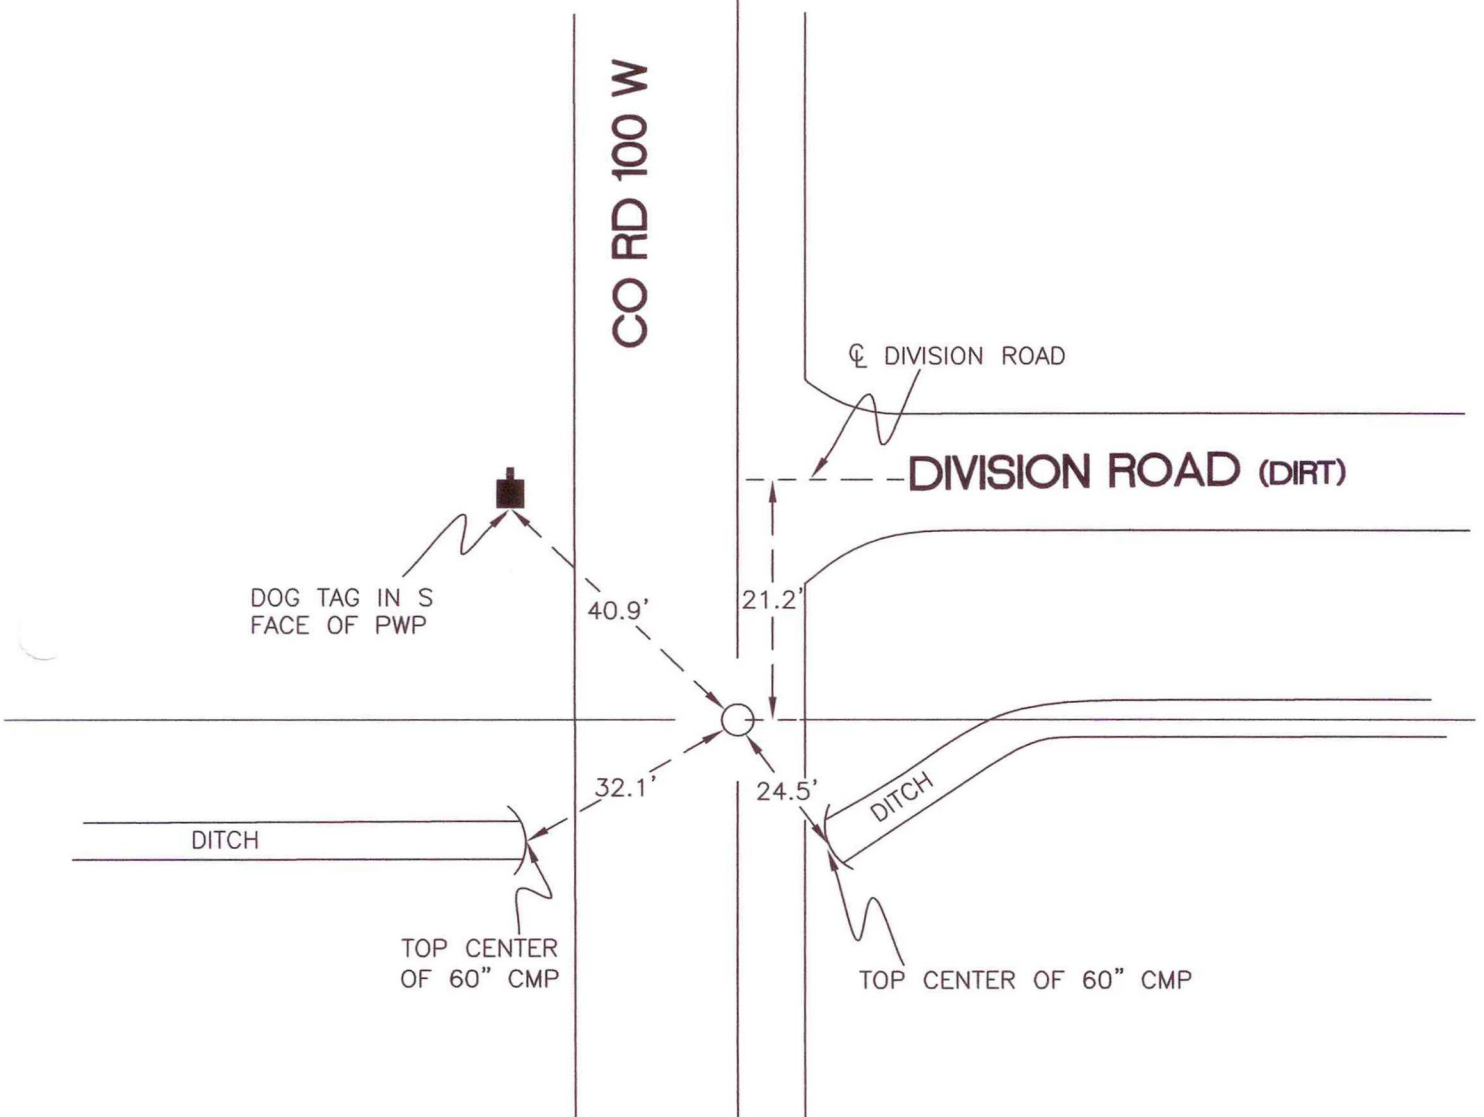 CO RD 100 W
℄ DIVISION ROAD
DIVISION ROAD (DIRT)
DOG TAG IN S
FACE OF PWP
40.9'
21.2'
32.1'
24.5'
DITCH
DITCH
TOP CENTER
OF 60" CMP
TOP CENTER OF 60" CMP